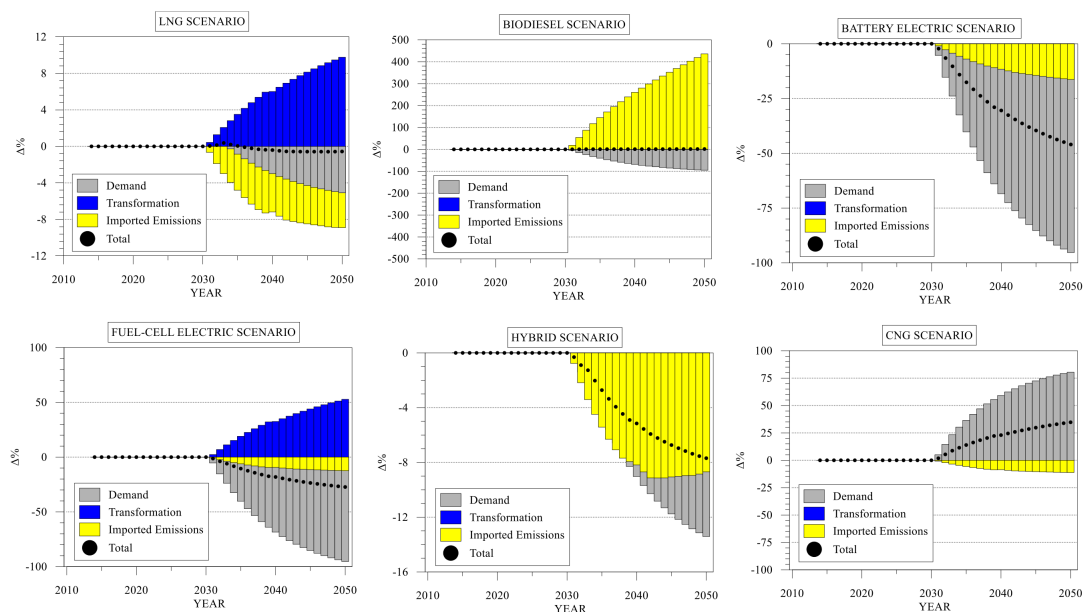 LNG SCENARIO
12
8
4
0
-4
-8
-12
Δ%
Demand
Transformation
Imported Emissions
Total
2010 2020 2030 2040 2050
YEAR
BIODIESEL SCENARIO
500
400
300
200
100
0
-100
-200
-300
-400
-500
Δ%
Demand
Transformation
Imported Emissions
Total
2010 2020 2030 2040 2050
YEAR
BATTERY ELECTRIC SCENARIO
0
-25
-50
-75
-100
Δ%
Demand
Transformation
Imported Emissions
Total
2010 2020 2030 2040 2050
YEAR
FUEL-CELL ELECTRIC SCENARIO
100
50
0
-50
-100
Δ%
Demand
Transformation
Imported Emissions
Total
2010 2020 2030 2040 2050
YEAR
HYBRID SCENARIO
0
-4
-8
-12
-16
Δ%
Demand
Transformation
Imported Emissions
Total
2010 2020 2030 2040 2050
YEAR
CNG SCENARIO
100
75
50
25
0
-25
-50
-75
-100
Δ%
Demand
Transformation
Imported Emissions
Total
2010 2020 2030 2040 2050
YEAR